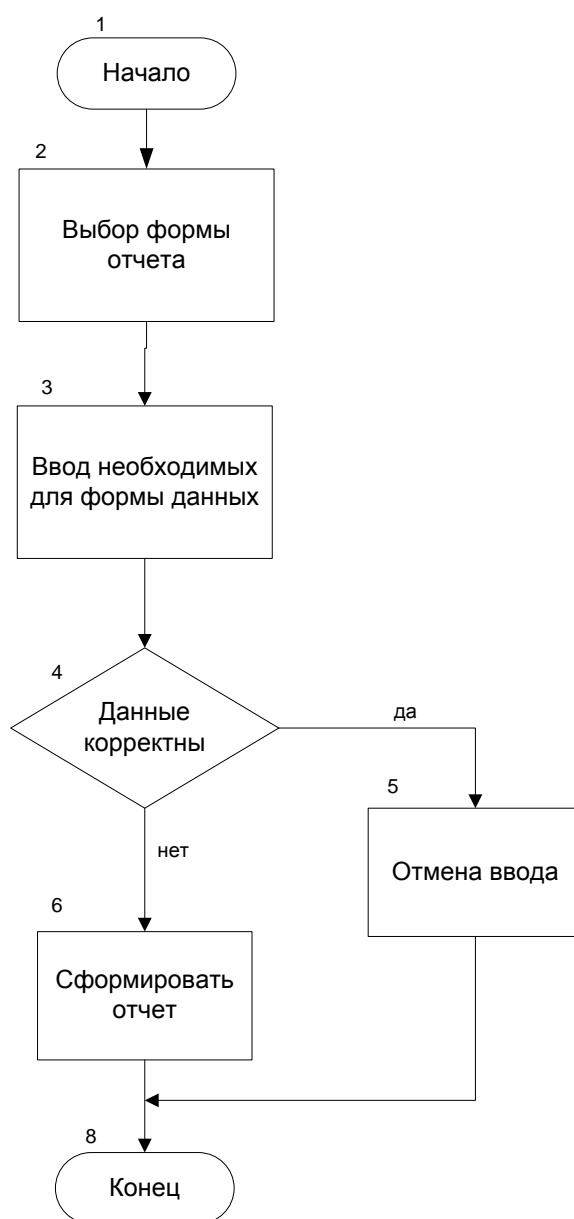 1
Начало
2
Выбор формы
отчета
3
Ввод необходимых
для формы данных
4
Данные
корректны
да
5
Отмена ввода
нет
6
Сформировать
отчет
8
Конец